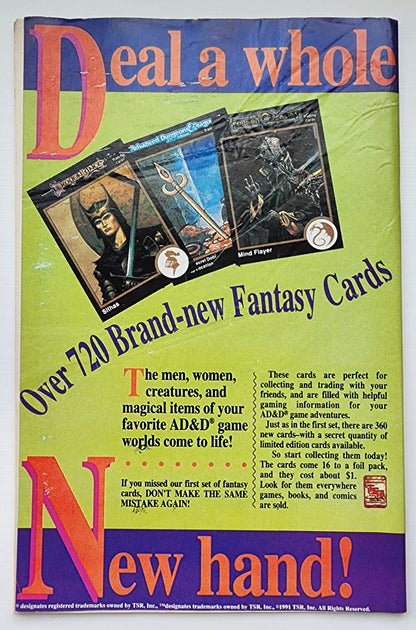 Deal a whole
DRAGONLANCE
Trading Cards
Advanced Dungeons & Dragons
Silhas
Mind Flayer
Over 720 Brand-new Fantasy Cards
The men, women,
creatures, and
magical items of your
favorite AD&D® game
worlds come to life!
If you missed our first set of fantasy
cards, DON'T MAKE THE SAME
MISTAKE AGAIN!
These cards are perfect for
collecting and trading with your
friends, and are filled with helpful
gaming information for your
AD&D® game adventures.
Just as in the first set, there are 360
new cards–with a secret quantity of
limited edition cards available.
So start collecting them today!
The cards come 16 to a foil pack,
and they cost about $1.
Look for them everywhere
games, books, and comics
are sold.
TSR
New hand!
® designates registered trademarks owned by TSR, Inc., ™designates trademarks owned by TSR, Inc., ©1991 TSR, Inc. All Rights Reserved.